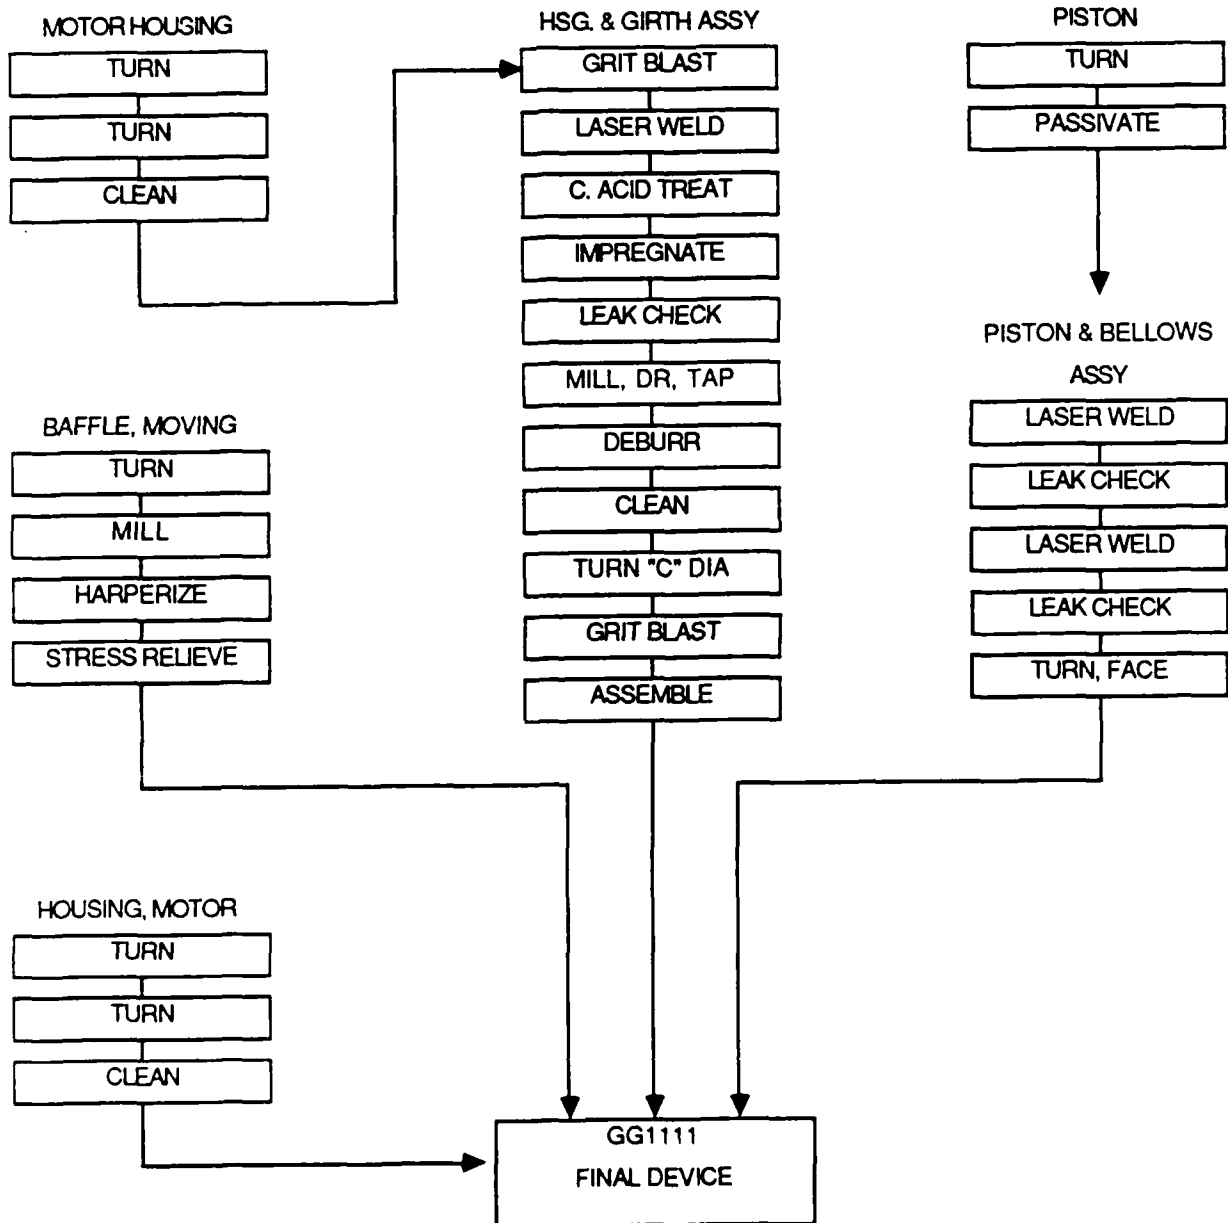 MOTOR HOUSING
TURN
TURN
CLEAN
BAFFLE, MOVING
TURN
MILL
HARPERIZE
STRESS RELIEVE
HOUSING, MOTOR
TURN
TURN
CLEAN
HSG. & GIRTH ASSY
GRIT BLAST
LASER WELD
C. ACID TREAT
IMPREGNATE
LEAK CHECK
MILL, DR, TAP
DEBURR
CLEAN
TURN "C" DIA
GRIT BLAST
ASSEMBLE
PISTON
TURN
PASSIVATE
PISTON & BELLOWS
ASSY
LASER WELD
LEAK CHECK
LASER WELD
LEAK CHECK
TURN, FACE
GG1111
FINAL DEVICE